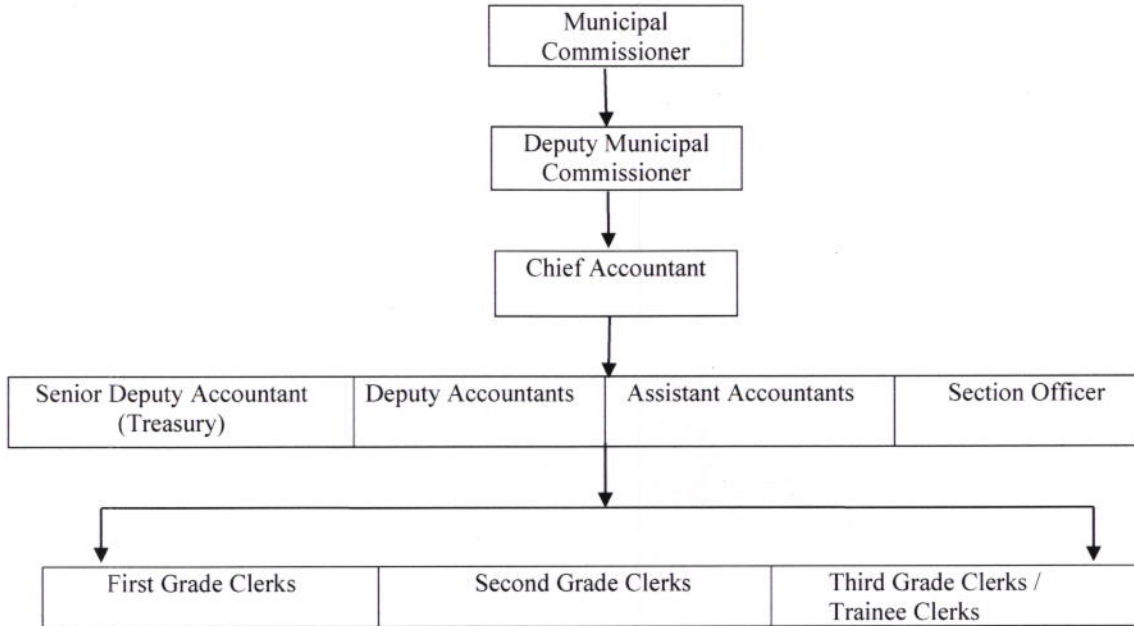 Municipal
Commissioner
Deputy Municipal
Commissioner
Chief Accountant
Senior Deputy Accountant
(Treasury)
Deputy Accountants
Assistant Accountants
Section Officer
First Grade Clerks
Second Grade Clerks
Third Grade Clerks /
Trainee Clerks